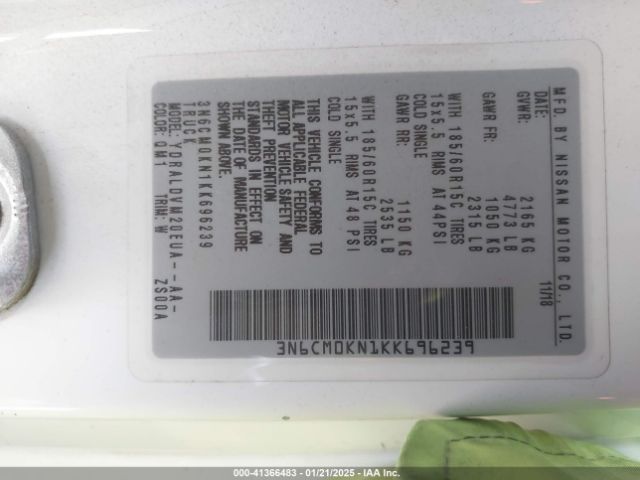 MFD. BY NISSAN MOTOR CO., LTD.
DATE: 11/18
GVWR: 2165 KG
4773 LB
GAWR FR: 1050 KG
2315 LB
WITH 185/60R15C TIRES
15x5.5 RIMS AT 44PSI
COLD SINGLE
GAWR RR: 1150 KG
2535 LB
WITH 185/60R15C TIRES
15x5.5 RIMS AT 48 PSI
COLD SINGLE
THIS VEHICLE CONFORMS TO
ALL APPLICABLE FEDERAL
MOTOR VEHICLE SAFETY AND
THEFT PREVENTION
STANDARDS IN EFFECT ON
THE DATE OF MANUFACTURE
SHOWN ABOVE.
3N6CM0KN1KK696239
TRUCK
MODEL: YDRALDVM20EUA--AA-
COLOR: QM1 TRIM: W ZS00A
3N6CM0KN1KK696239
000-41366483 - 01/21/2025 - IAA Inc.